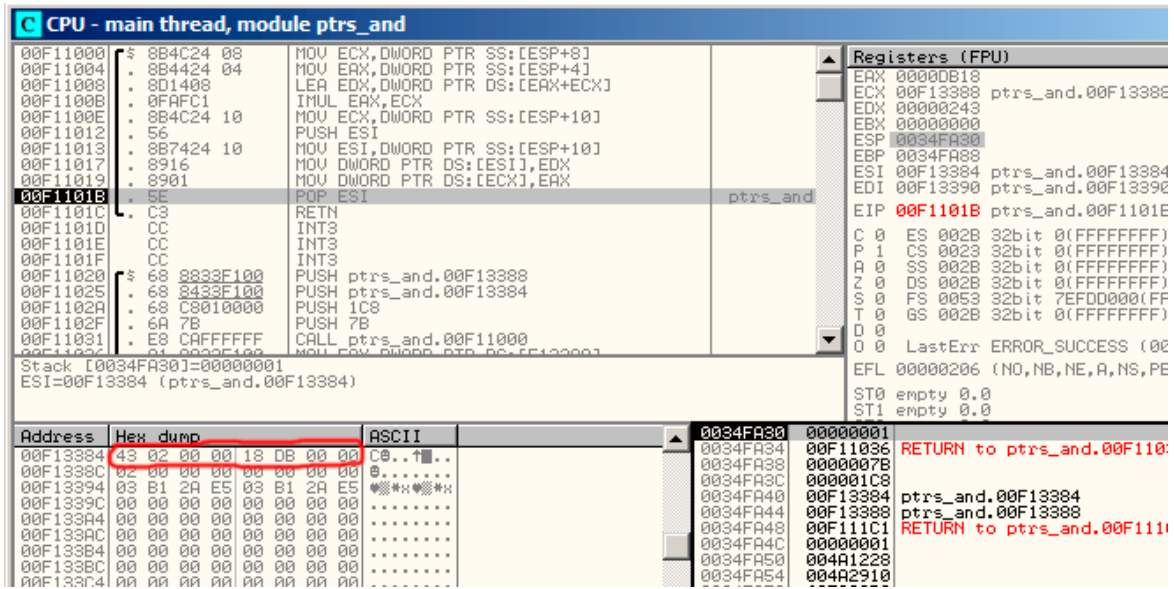 C CPU - main thread, module ptrs_and
00F11000 $ 8B4C24 08 MOV ECX,DWORD PTR SS:[ESP+8]
00F11004 . 8B4424 04 MOV EAX,DWORD PTR SS:[ESP+4]
00F11008 . 8D1408 LEA EDX,DWORD PTR DS:[EAX+ECX]
00F1100B . 0FAFC1 IMUL EAX,ECX
00F1100E . 8B4C24 10 MOV ECX,DWORD PTR SS:[ESP+10]
00F11012 . 56 PUSH ESI
00F11013 . 8B7424 10 MOV ESI,DWORD PTR SS:[ESP+10]
00F11017 . 8916 MOV DWORD PTR DS:[ESI],EDX
00F11019 . 8901 MOV DWORD PTR DS:[ECX],EAX
00F1101B . 5E POP ESI ptrs_and
00F1101C . C3 RETN
00F1101D CC INT3
00F1101E CC INT3
00F1101F CC INT3
00F11020 $ 68 8833F100 PUSH ptrs_and.00F13388
00F11025 . 68 8433F100 PUSH ptrs_and.00F13384
00F1102A . 68 C8010000 PUSH 1C8
00F1102F . 6A 7B PUSH 7B
00F11031 . E8 CAFFFFFF CALL ptrs_and.00F11000
Registers (FPU)
EAX 0000DB18
ECX 00F13388 ptrs_and.00F13388
EDX 00000243
EBX 00000000
ESP 0034FA30
EBP 0034FA88
ESI 00F13384 ptrs_and.00F13384
EDI 00F13390 ptrs_and.00F13390
EIP 00F1101B ptrs_and.00F1101B
C 0 ES 002B 32bit 0(FFFFFFFF)
P 1 CS 0023 32bit 0(FFFFFFFF)
A 0 SS 002B 32bit 0(FFFFFFFF)
Z 0 DS 002B 32bit 0(FFFFFFFF)
S 0 FS 0053 32bit 7EFDD000(FF
T 0 GS 002B 32bit 0(FFFFFFFF)
D 0
O 0 LastErr ERROR_SUCCESS (00
EFL 00000206 (NO,NB,NE,A,NS,PE
ST0 empty 0.0
ST1 empty 0.0
Stack [0034FA30]=00000001
ESI=00F13384 (ptrs_and.00F13384)
Address Hex dump ASCII
00F13384 43 02 00 00 18 DB 00 00 C☻..↑█..
00F1338C 02 00 00 00 00 00 00 00 ☻.......
00F13394 03 B1 2A E5 03 B1 2A E5 ♥▒*x♥▒*x
00F1339C 00 00 00 00 00 00 00 00 ........
00F133A4 00 00 00 00 00 00 00 00 ........
00F133AC 00 00 00 00 00 00 00 00 ........
00F133B4 00 00 00 00 00 00 00 00 ........
00F133BC 00 00 00 00 00 00 00 00 ........
00F133C4 00 00 00 00 00 00 00 00 ........
0034FA30 00000001
0034FA34 00F11036 RETURN to ptrs_and.00F1103
0034FA38 0000007B
0034FA3C 000001C8
0034FA40 00F13384 ptrs_and.00F13384
0034FA44 00F13388 ptrs_and.00F13388
0034FA48 00F111C1 RETURN to ptrs_and.00F111
0034FA4C 00000001
0034FA50 004A1228
0034FA54 004A2910